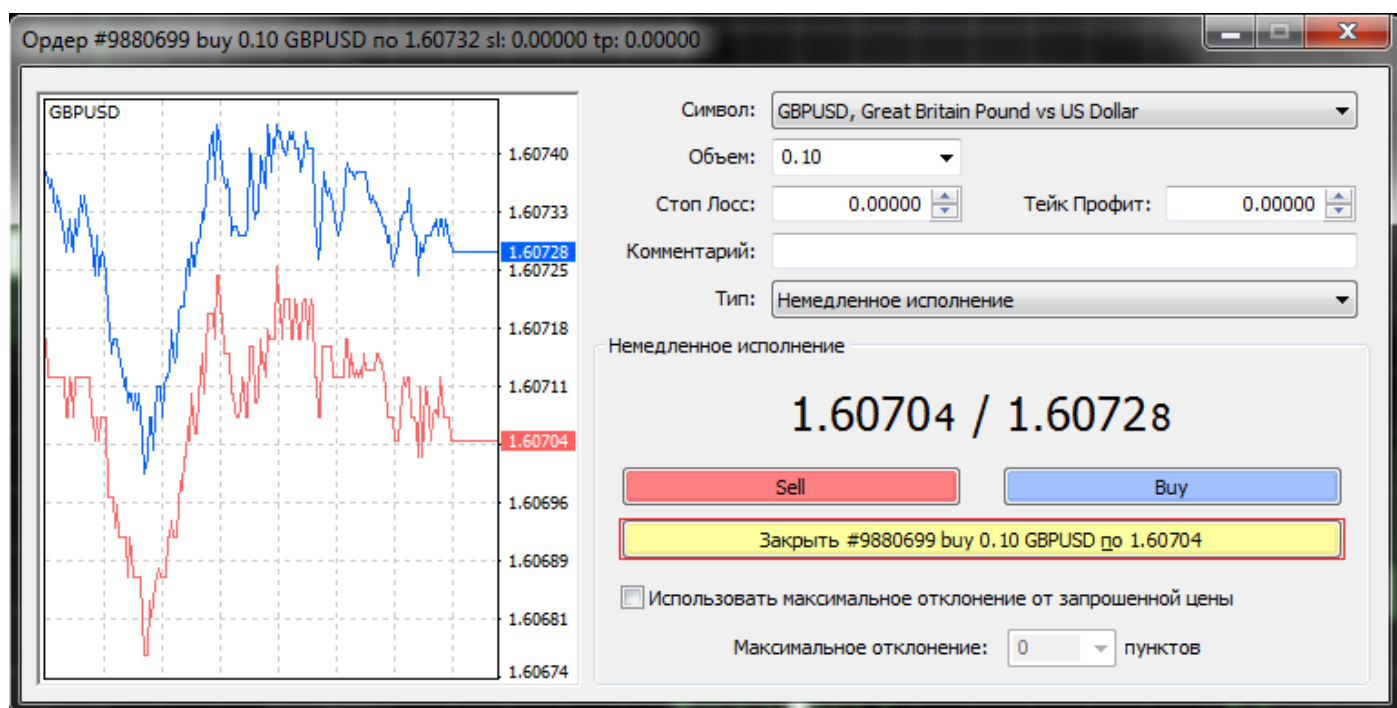 Ордер #9880699 buy 0.10 GBPUSD по 1.60732 sl: 0.00000 tp: 0.00000
GBPUSD
1.60740
1.60733
1.60728
1.60725
1.60718
1.60711
1.60704
1.60696
1.60689
1.60681
1.60674
Символ: GBPUSD, Great Britain Pound vs US Dollar
Объем: 0.10
Стоп Лосс: 0.00000 Тейк Профит: 0.00000
Комментарий:
Тип: Немедленное исполнение
Немедленное исполнение
1.60704 / 1.60728
Sell Buy
Закрыть #9880699 buy 0.10 GBPUSD по 1.60704
Использовать максимальное отклонение от запрошенной цены
Максимальное отклонение: 0 пунктов